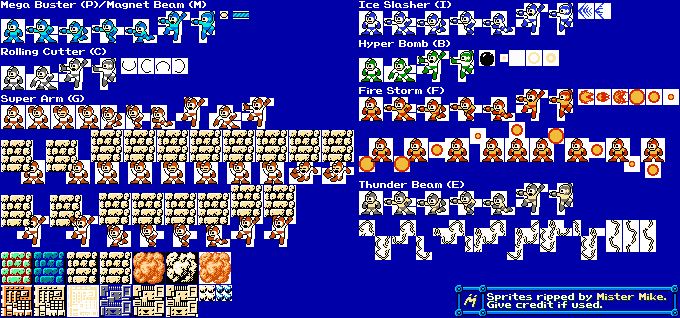 Mega Buster (P)/Magnet Beam (M)
Rolling Cutter (C)
Super Arm (G)
Ice Slasher (I)
Hyper Bomb (B)
Fire Storm (F)
Thunder Beam (E)
Sprites ripped by Mister Mike.
Give credit if used.